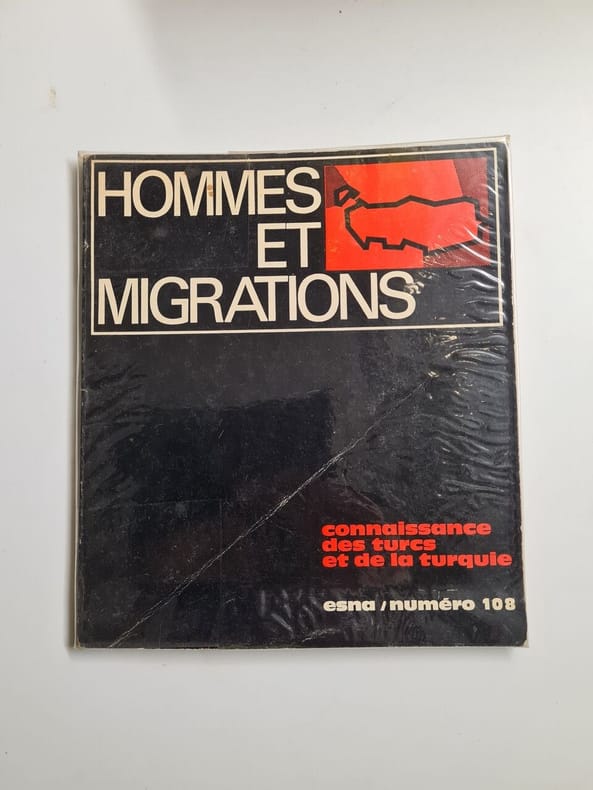 HOMMES
ET
MIGRATIONS
connaissance
des turcs
et de la turquie
esna / numéro 108